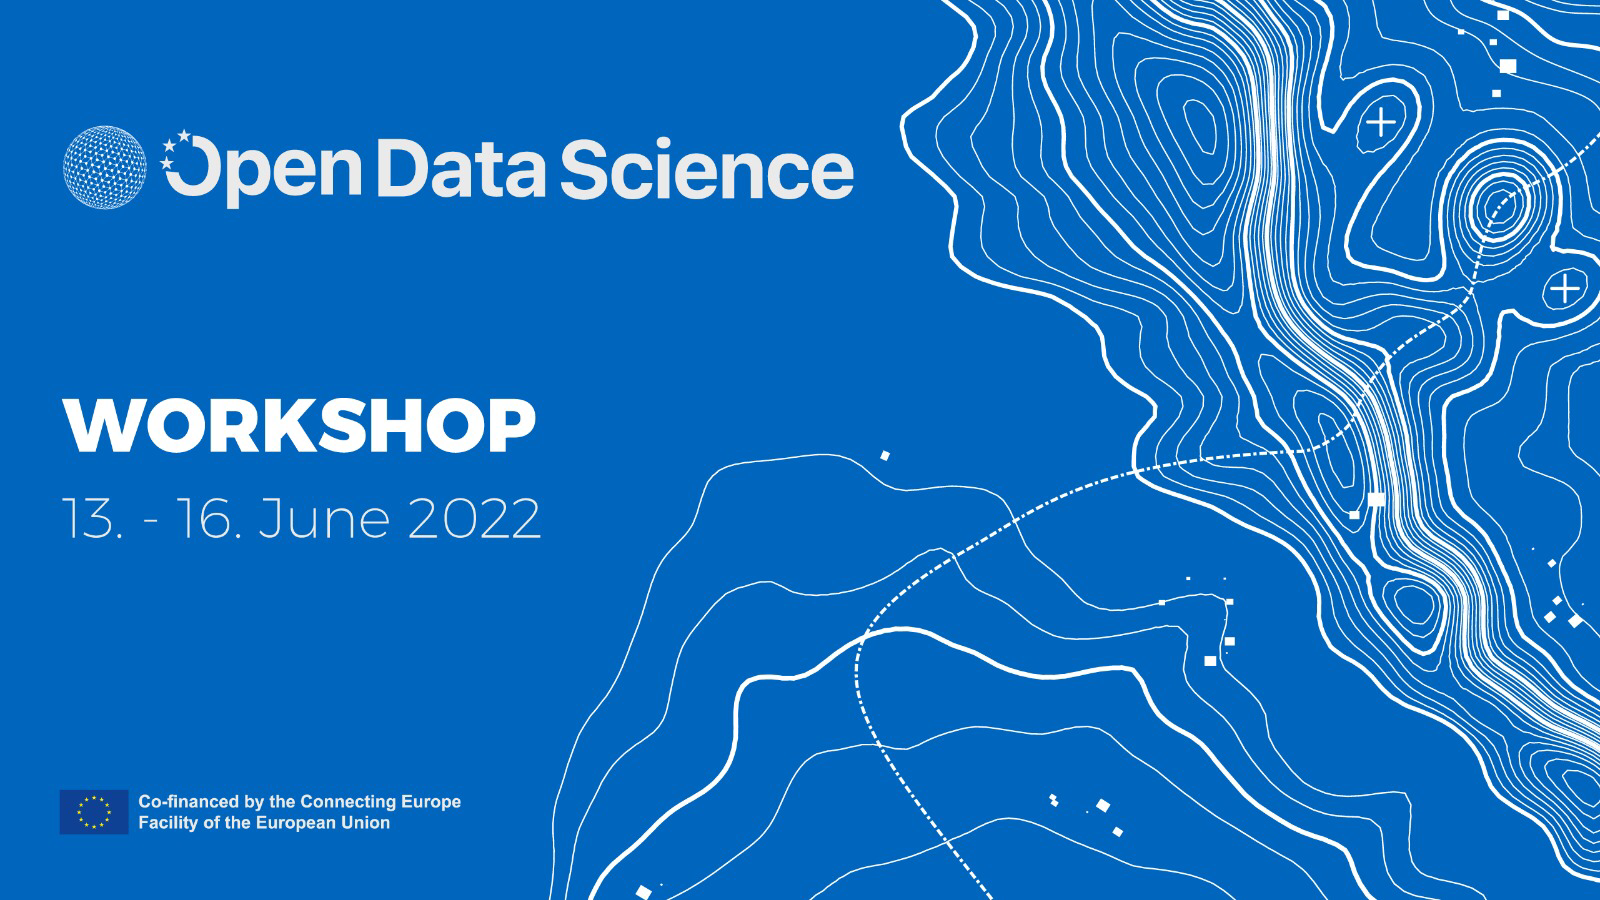 Open Data Science
WORKSHOP
13. - 16. June 2022
Co-financed by the Connecting Europe
Facility of the European Union